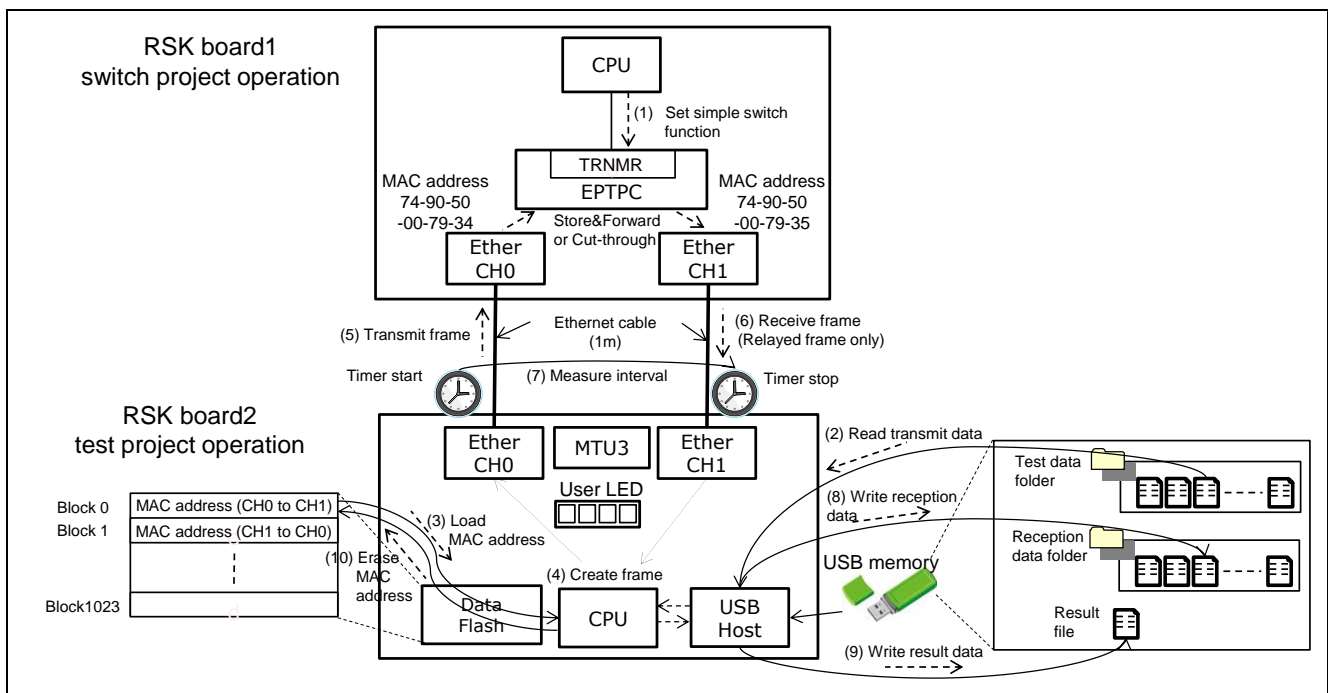 RSK board1
switch project operation
CPU
(1) Set simple switch
function
TRNMR
EPTPC
MAC address
74-90-50
-00-79-34
MAC address
74-90-50
-00-79-35
Store&Forward
or Cut-through
Ether
CH0
Ether
CH1
(5) Transmit frame
Ethernet cable
(1m)
(6) Receive frame
(Relayed frame only)
Timer start
(7) Measure interval
Timer stop
RSK board2
test project operation
Ether
CH0
MTU3
Ether
CH1
User LED
(2) Read transmit data
Test data
folder
(8) Write reception
data
Reception
data folder
Block 0
MAC address (CH0 to CH1)
Block 1
MAC address (CH1 to CH0)
Block1023
d
(3) Load
MAC address
(10) Erase
MAC
address
(4) Create frame
Data
Flash
CPU
USB
Host
USB memory
Result
file
(9) Write result data